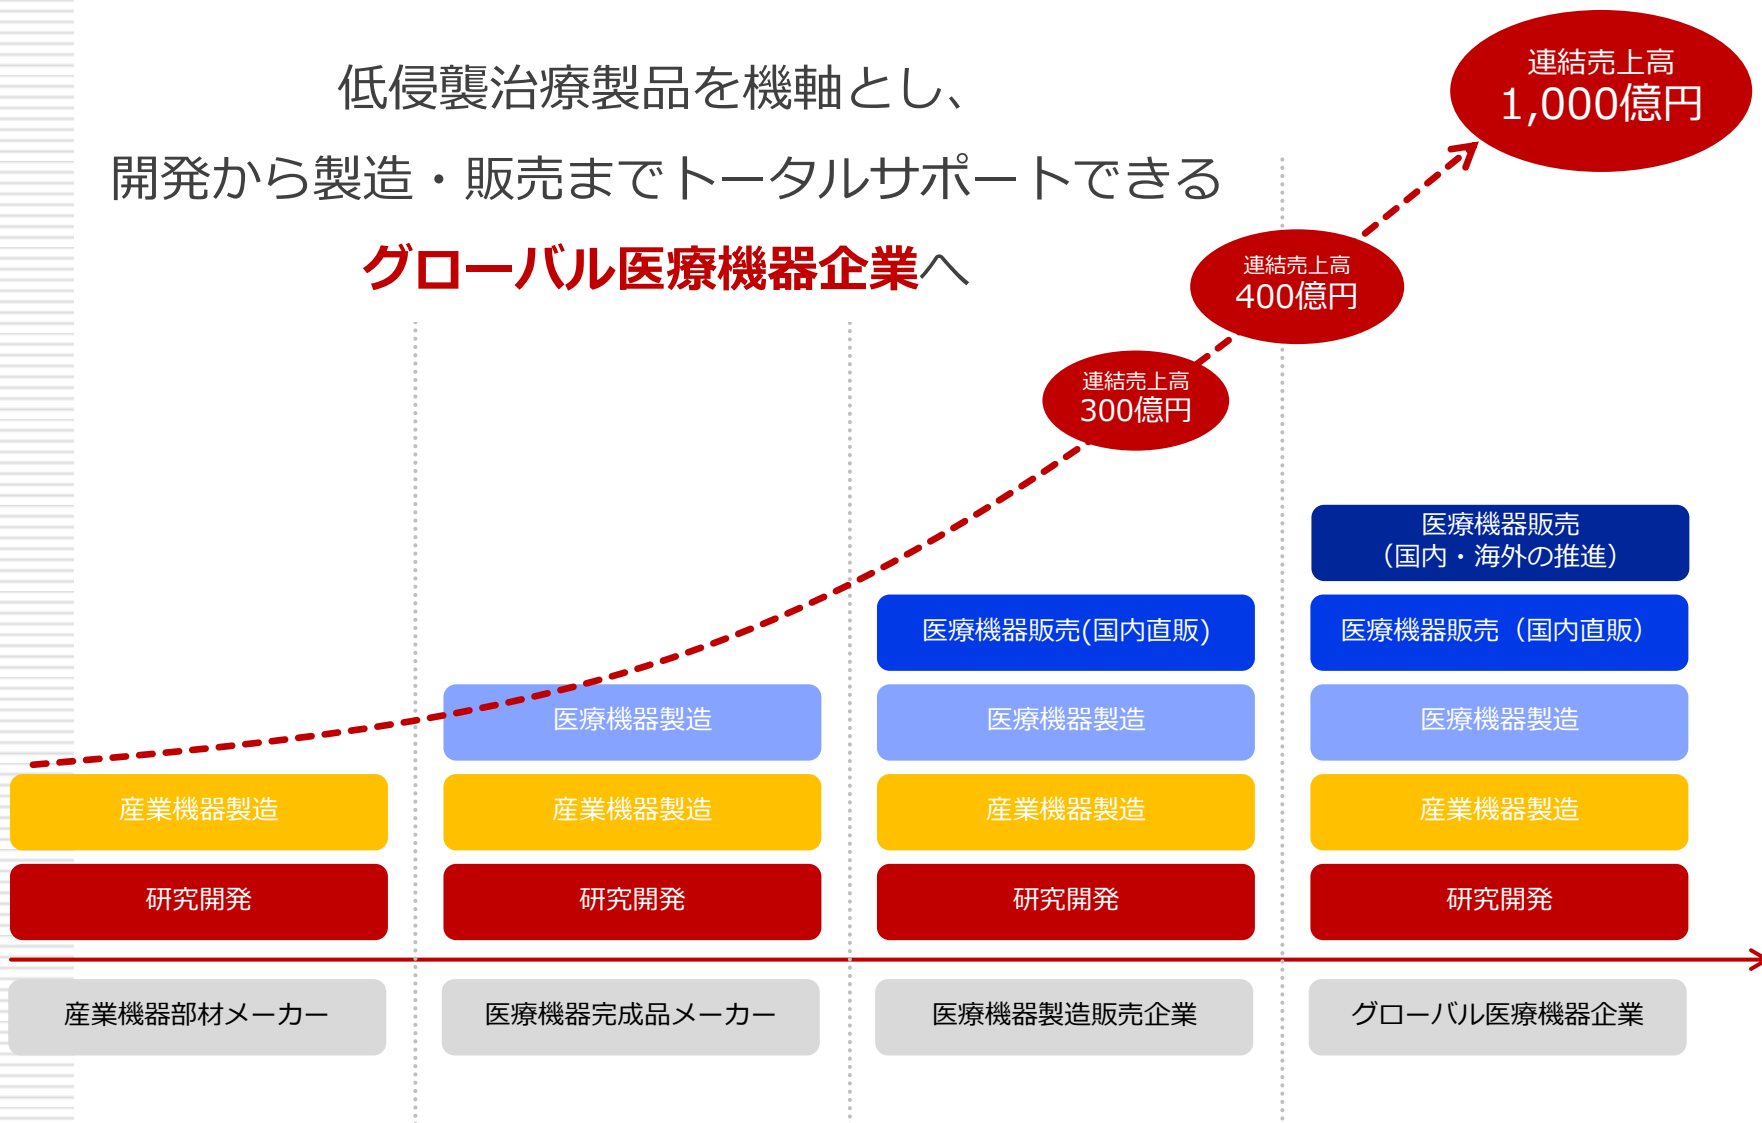 低侵襲治療製品を機軸とし、
開発から製造・販売までトータルサポートできる
グローバル医療機器企業へ
連結売上高
1,000億円
連結売上高
400億円
連結売上高
300億円
医療機器販売
（国内・海外の推進）
医療機器販売(国内直販)
医療機器販売（国内直販）
医療機器製造
医療機器製造
医療機器製造
産業機器製造
産業機器製造
産業機器製造
産業機器製造
研究開発
研究開発
研究開発
研究開発
産業機器部材メーカー
医療機器完成品メーカー
医療機器製造販売企業
グローバル医療機器企業